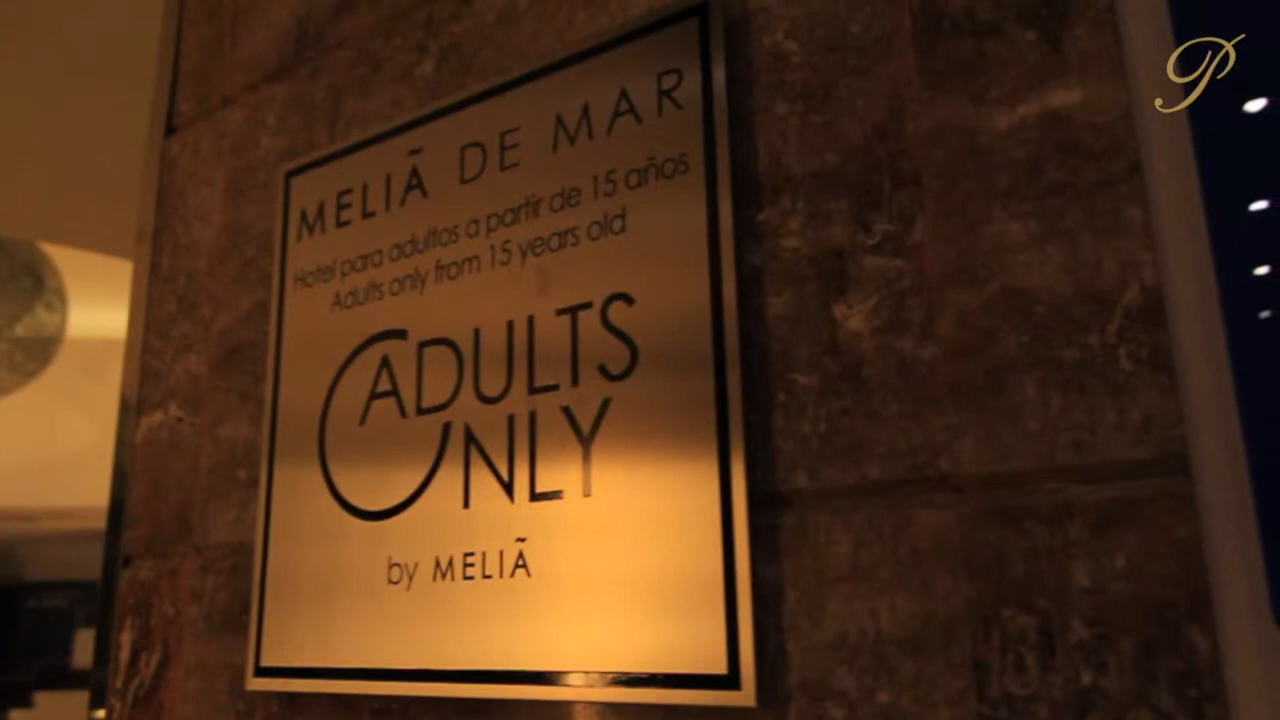 MELIÃ DE MAR
Hotel para adultos a partir de 15 años
Adults only from 15 years old
ADULTS
ONLY
by MELIÃ
P